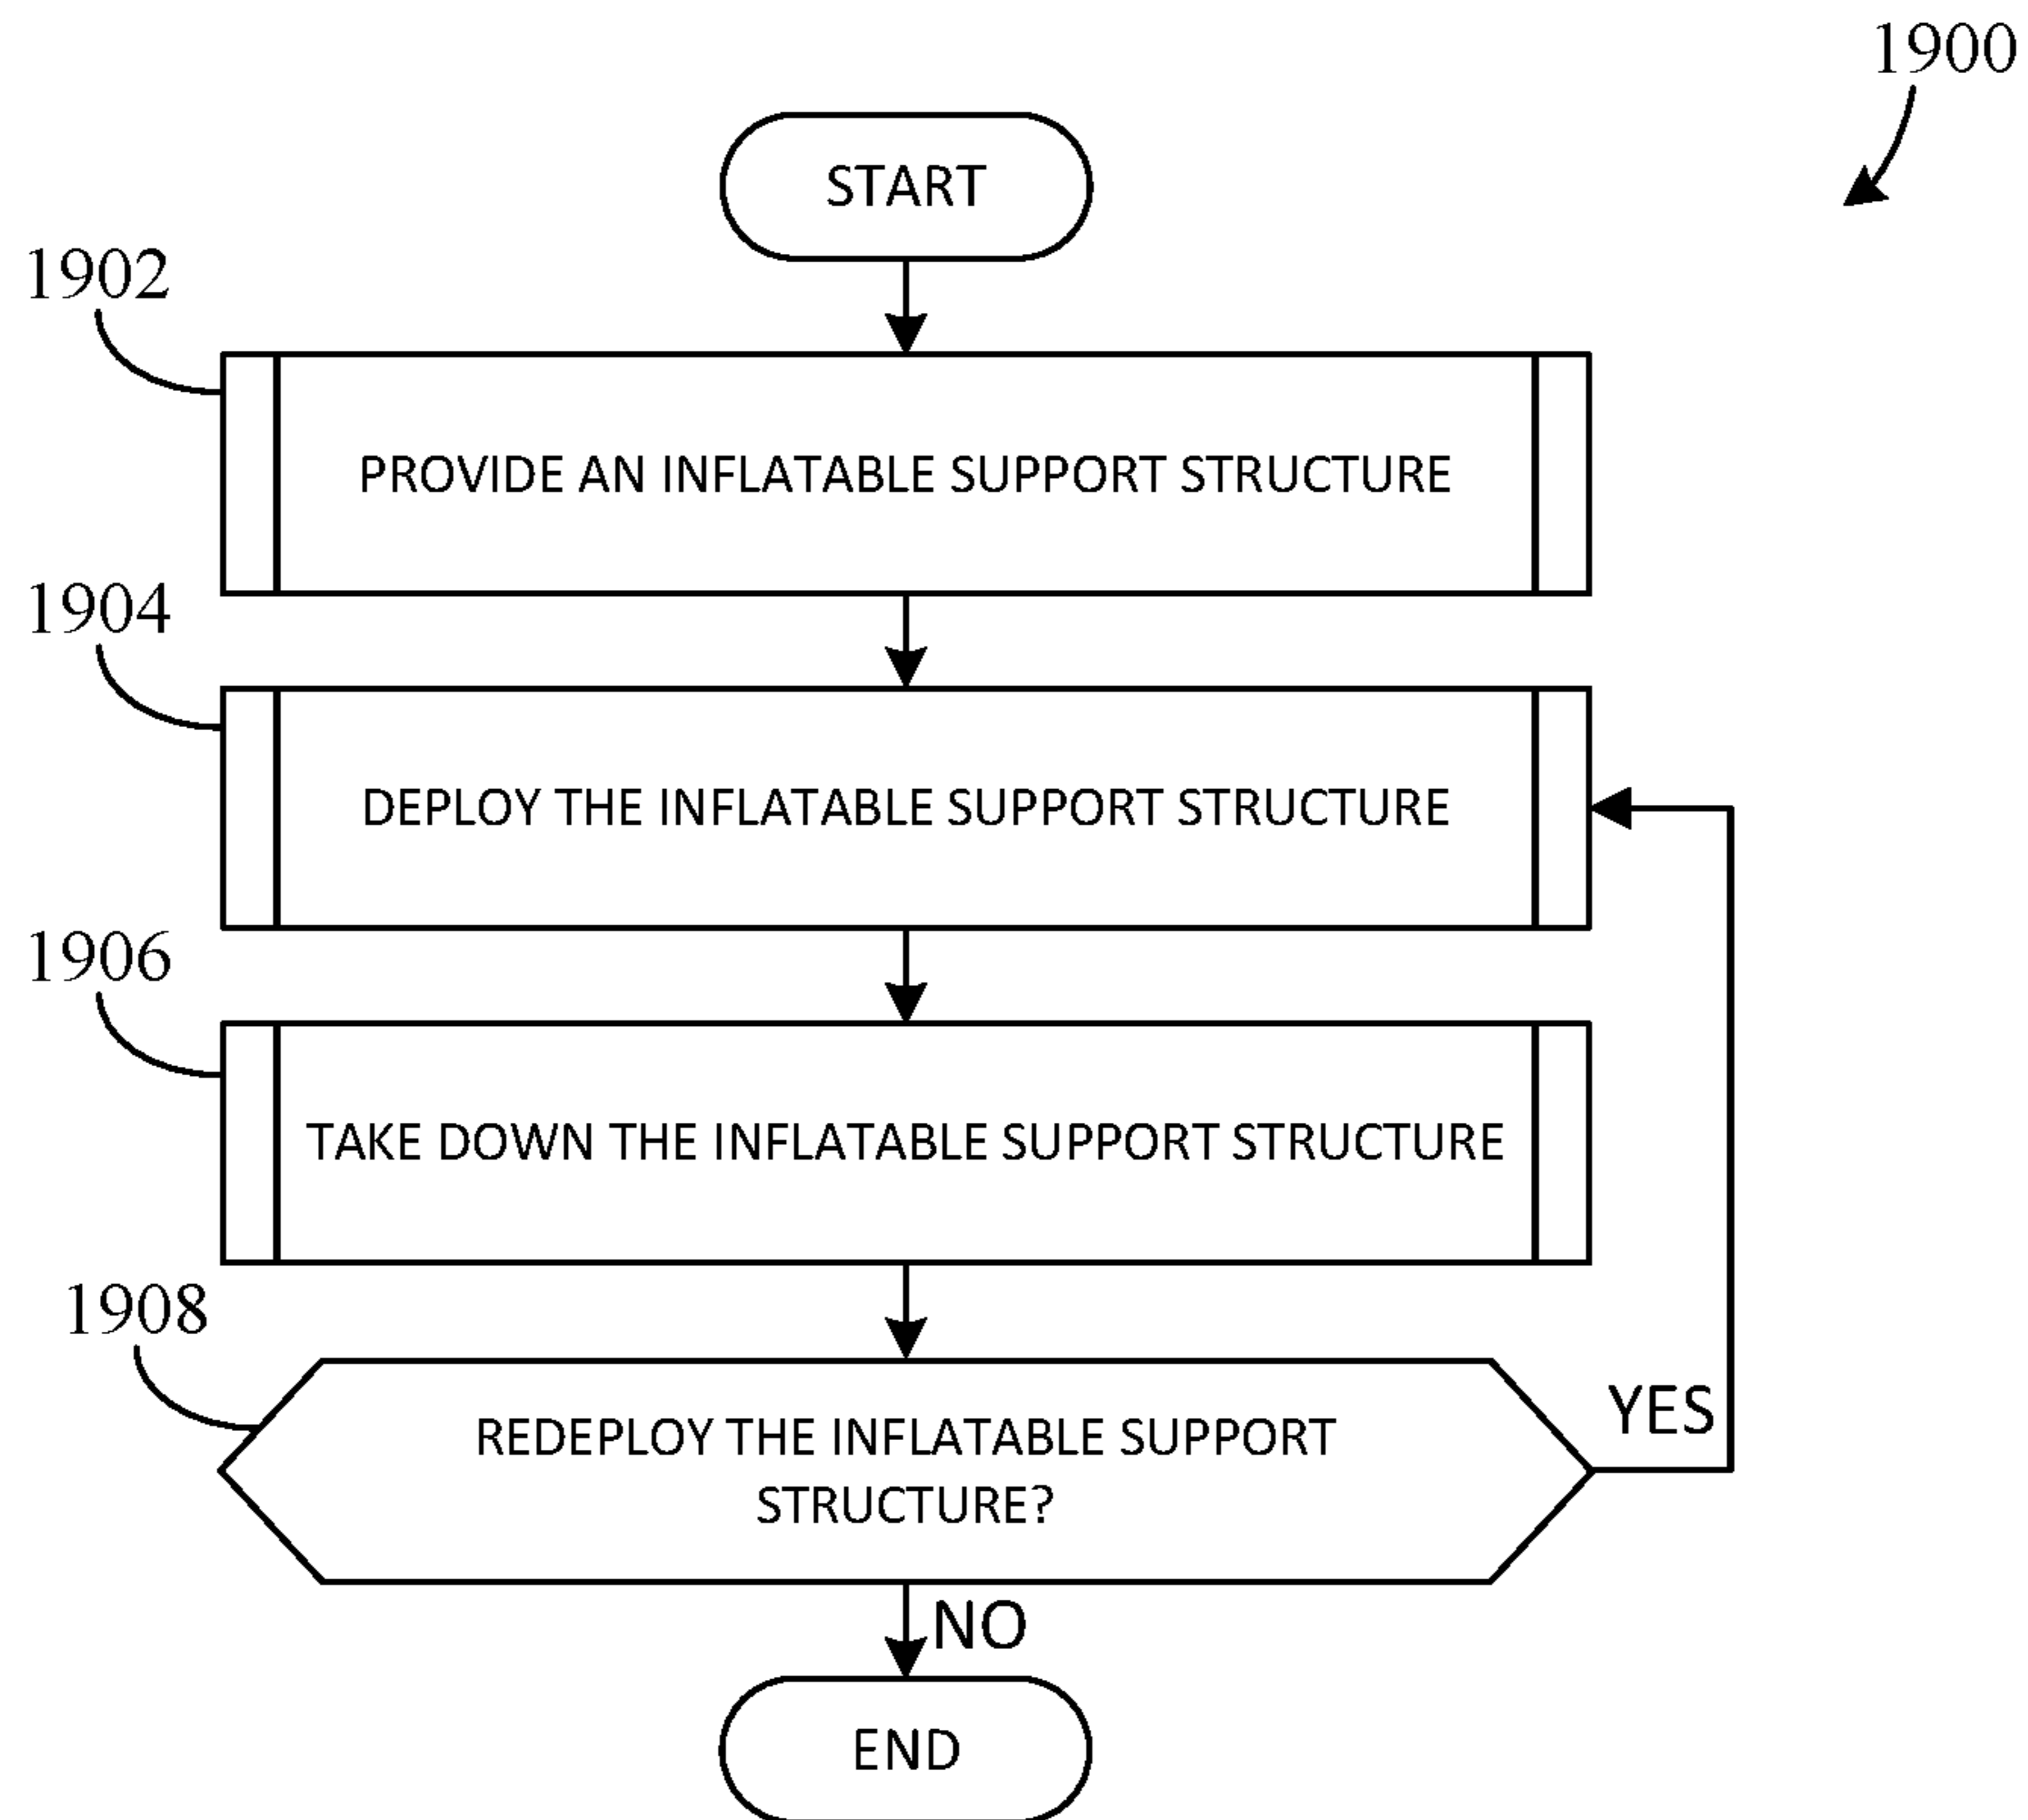 1900
START
1902
PROVIDE AN INFLATABLE SUPPORT STRUCTURE
1904
DEPLOY THE INFLATABLE SUPPORT STRUCTURE
1906
TAKE DOWN THE INFLATABLE SUPPORT STRUCTURE
1908
REDEPLOY THE INFLATABLE SUPPORT
STRUCTURE?
YES
NO
END